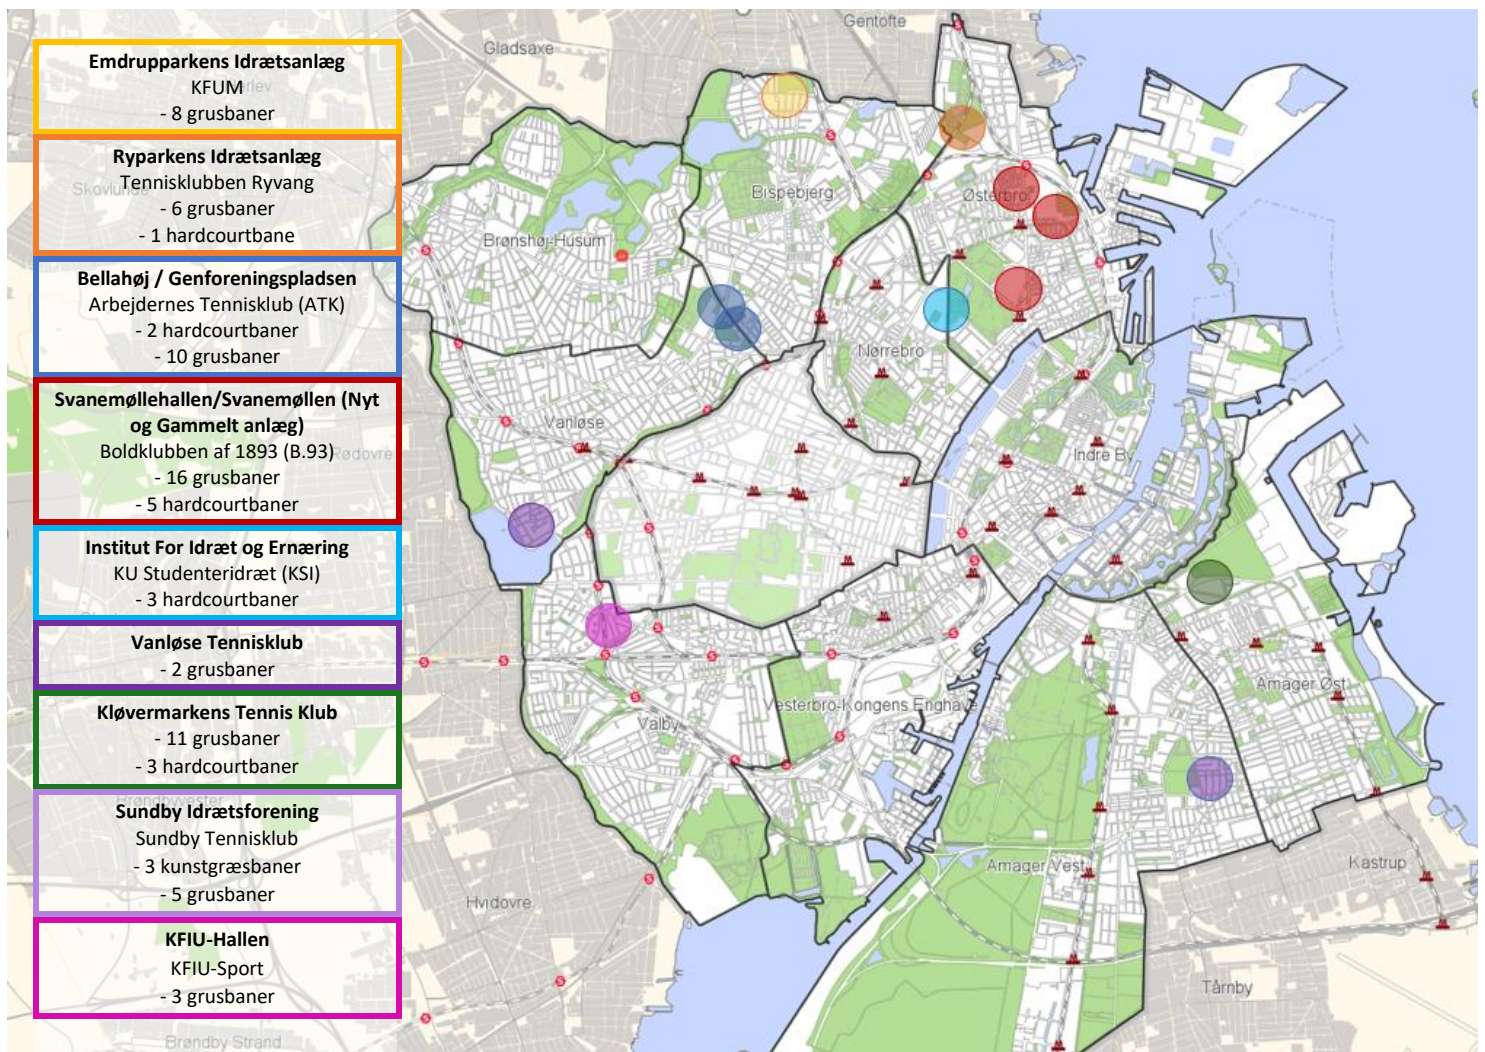 Emdrupparkens Idrætsanlæg
KFUM
- 8 grusbaner
Ryparkens Idrætsanlæg
Tennisklubben Ryvang
- 6 grusbaner
- 1 hardcourtbane
Bellahøj / Genforeningspladsen
Arbejdernes Tennisklub (ATK)
- 2 hardcourtbaner
- 10 grusbaner
Svanemøllehallen/Svanemøllen (Nyt
og Gammelt anlæg)
Boldklubben af 1893 (B.93)
- 16 grusbaner
- 5 hardcourtbaner
Institut For Idræt og Ernæring
KU Studenteridræt (KSI)
- 3 hardcourtbaner
Vanløse Tennisklub
- 2 grusbaner
Kløvermarkens Tennis Klub
- 11 grusbaner
- 3 hardcourtbaner
Sundby Idrætsforening
Sundby Tennisklub
- 3 kunstgræsbaner
- 5 grusbaner
KFIU-Hallen
KFIU-Sport
- 3 grusbaner
Gentofte
Gladsaxe
Bispebjerg
Østerbro
Brønshøj-Husum
Nørrebro
Vanløse
Indre By
Rødovre
Amager Øst
Vesterbro-Kongens Enghave
Valby
Amager Vest
Kastrup
Hvidovre
Tårnby
Brøndbyvester
Brøndby Strand